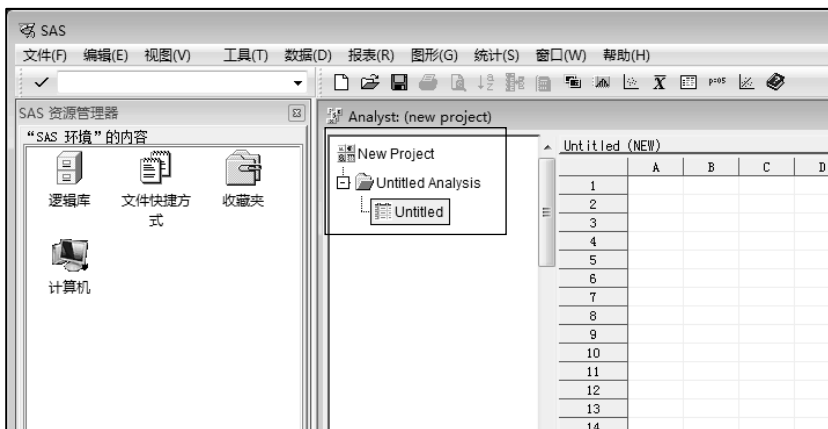 SAS
文件(F) 编辑(E) 视图(V) 工具(T) 数据(D) 报表(R) 图形(G) 统计(S) 窗口(W) 帮助(H)
SAS 资源管理器
“SAS 环境”的内容
逻辑库
文件快捷方
式
收藏夹
计算机
Analyst: (new project)
New Project
Untitled Analysis
Untitled
Untitled (NEW)
A B C D
1
2
3
4
5
6
7
8
9
10
11
12
13
14